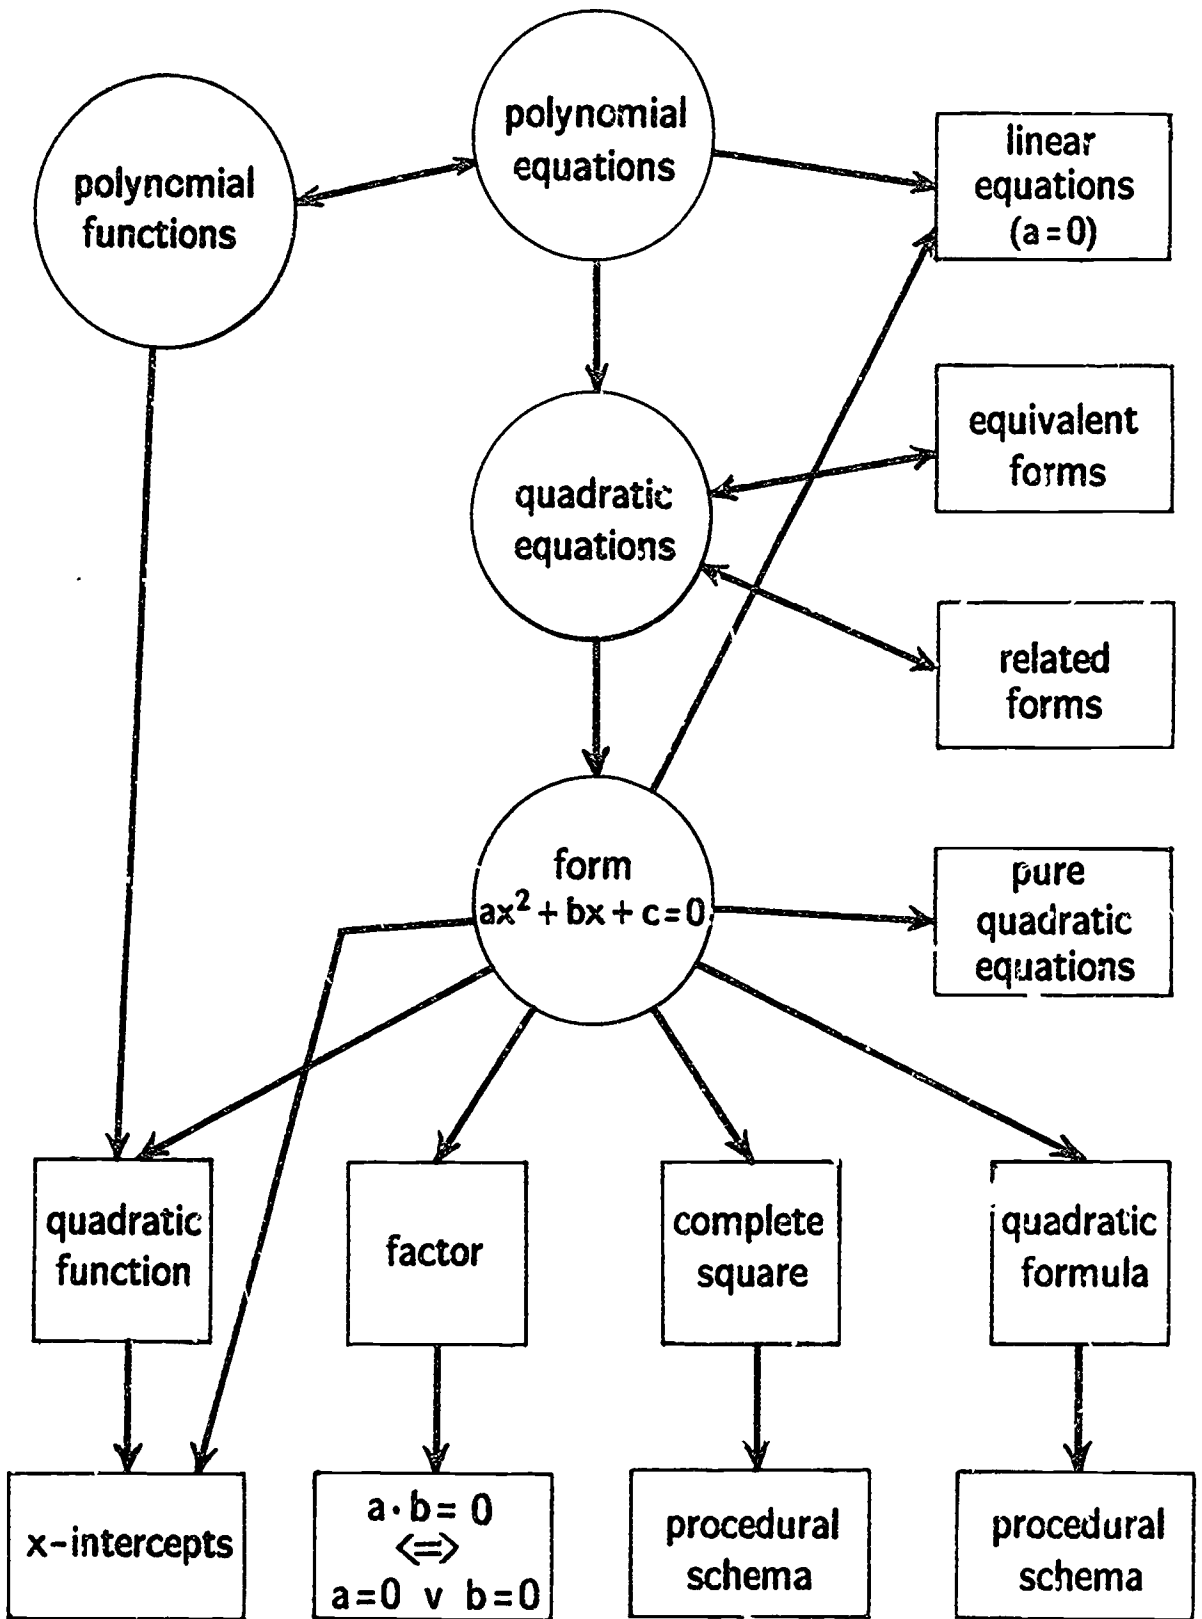 polynomial
equations
polynomial
functions
linear
equations
(a=0)
equivalent
forms
quadratic
equations
related
forms
form
ax² + bx + c = 0
pure
quadratic
equations
quadratic
function
factor
complete
square
quadratic
formula
x-intercepts
a·b = 0
<=>
a=0 v b=0
procedural
schema
procedural
schema